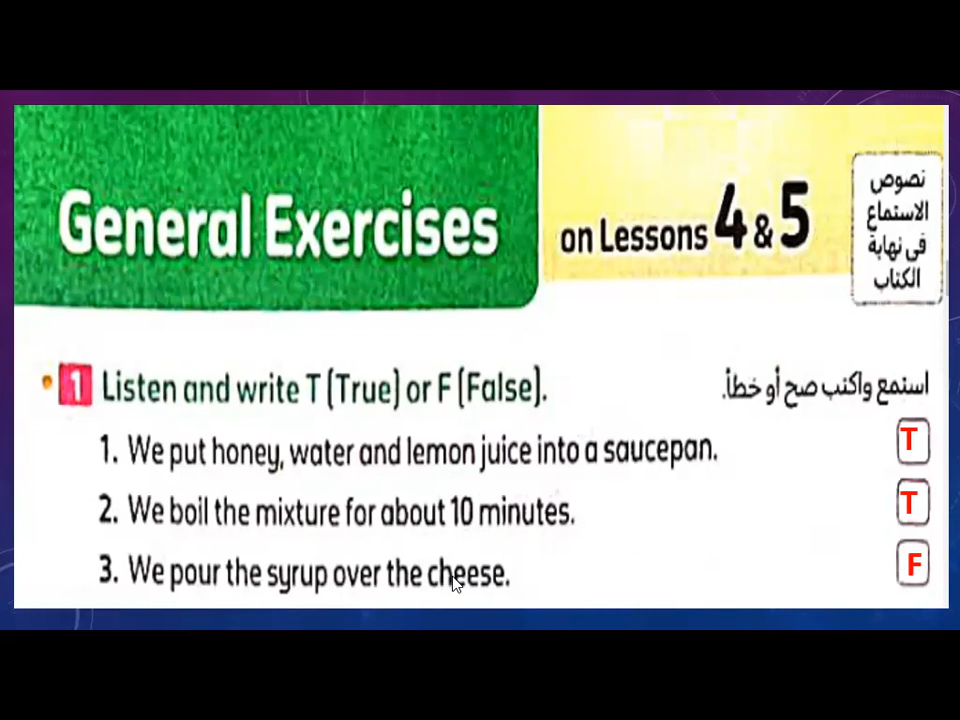 General Exercises
on Lessons 4 & 5
نصوص
الاستماع
فى نهاية
الكتاب
1 Listen and write T (True) or F (False).
استمع واكتب صح أو خطأ.
1. We put honey, water and lemon juice into a saucepan. T
2. We boil the mixture for about 10 minutes. T
3. We pour the syrup over the cheese. F